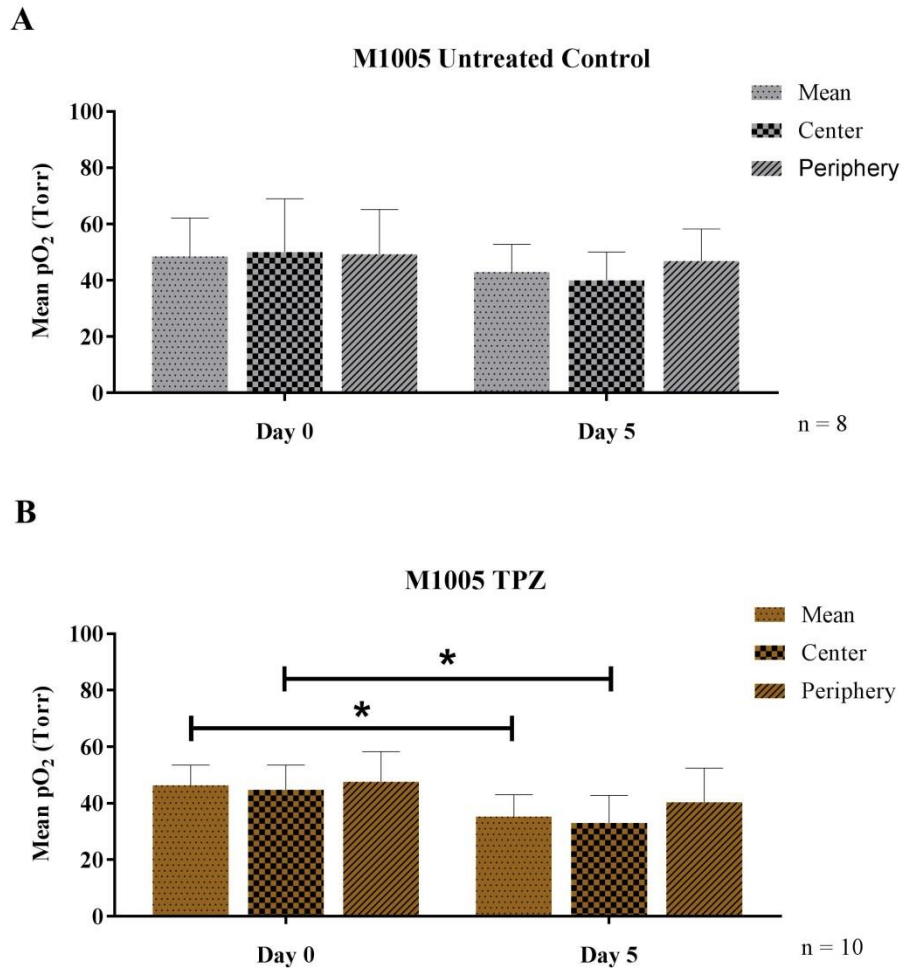 A
M1005 Untreated Control
Mean
Center
Periphery
Mean pO₂ (Torr)
100
80
60
40
20
0
Day 0
Day 5
n = 8
B
M1005 TPZ
Mean
Center
Periphery
Mean pO₂ (Torr)
100
80
60
40
20
0
*
*
Day 0
Day 5
n = 10